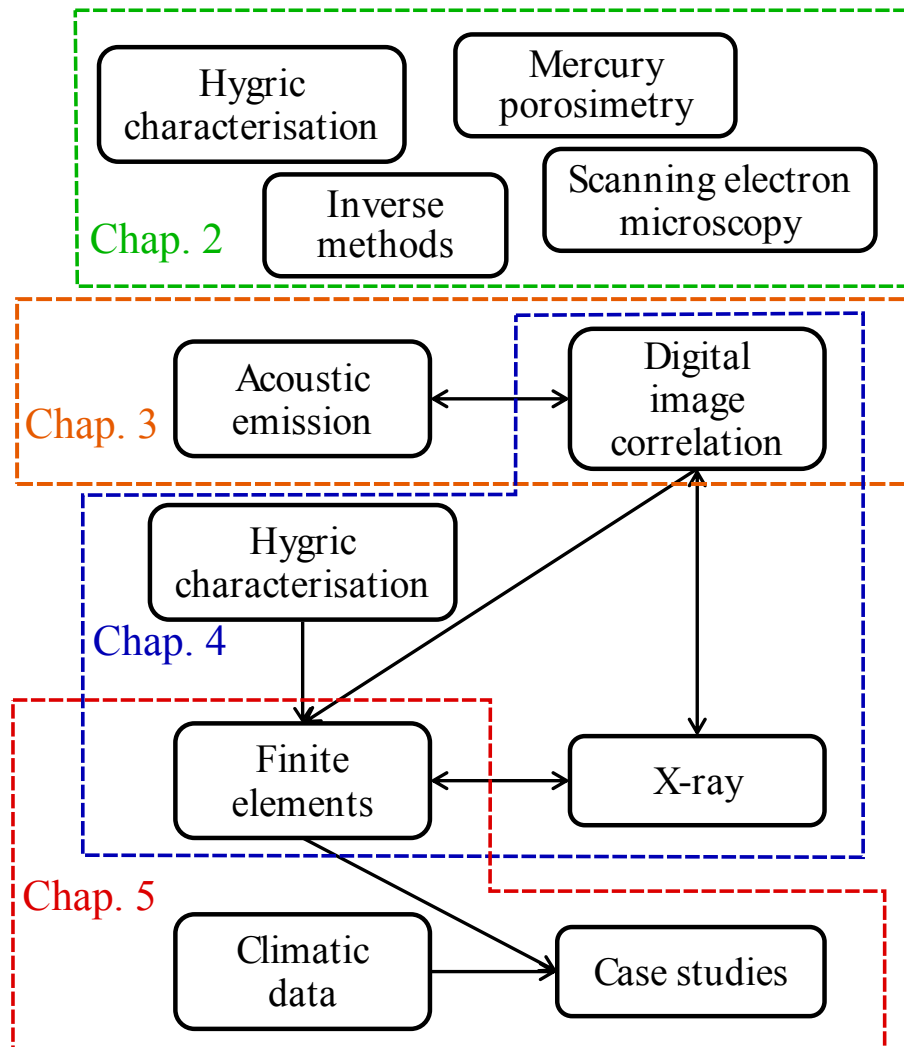 Hygric
characterisation
Mercury
porosimetry
Inverse
methods
Scanning electron
microscopy
Chap. 2
Acoustic
emission
Digital
image
correlation
Chap. 3
Hygric
characterisation
Chap. 4
Finite
elements
X-ray
Chap. 5
Climatic
data
Case studies